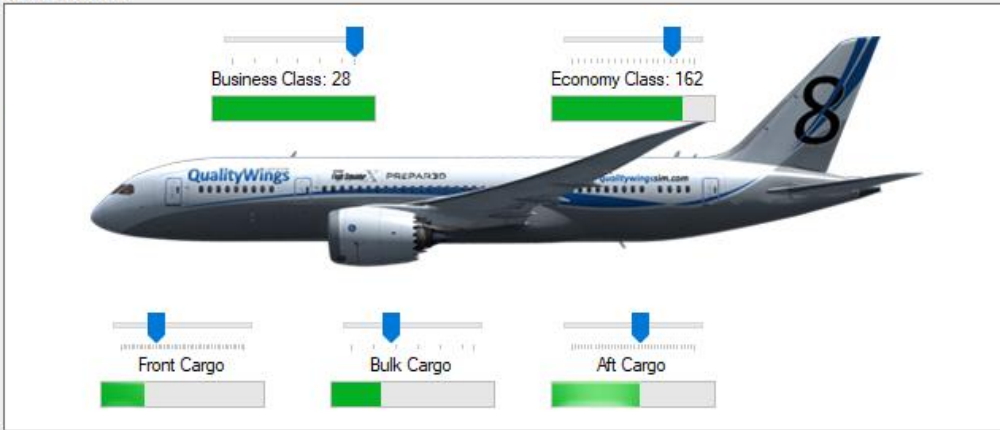 Business Class: 28
Economy Class: 162
8
QualityWings
X PREPAR3D
qualitywingssim.com
Front Cargo
Bulk Cargo
Aft Cargo